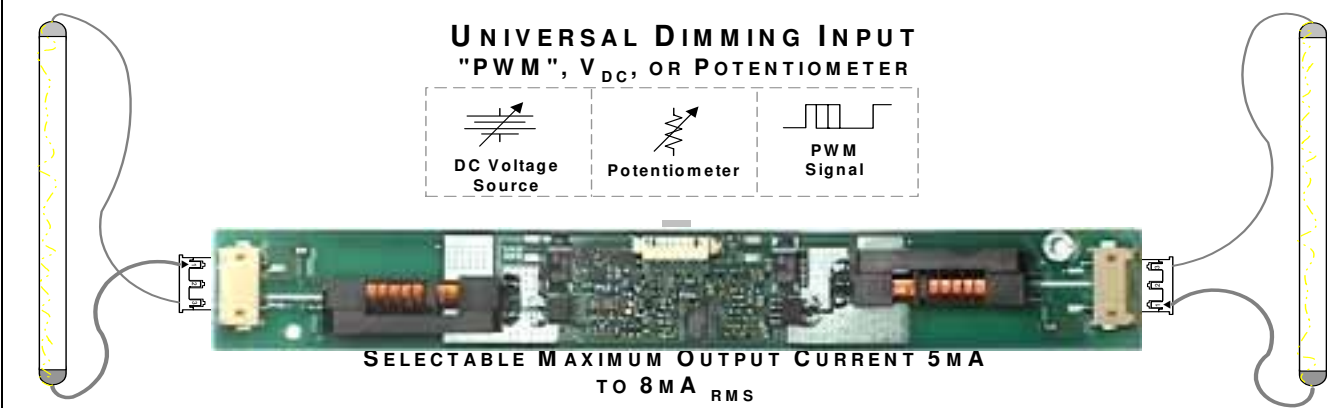 UNIVERSAL DIMMING INPUT
"PWM", VDC, OR POTENTIOMETER
DC Voltage
Source
Potentiometer
PWM
Signal
SELECTABLE MAXIMUM OUTPUT CURRENT 5MA
TO 8MA RMS